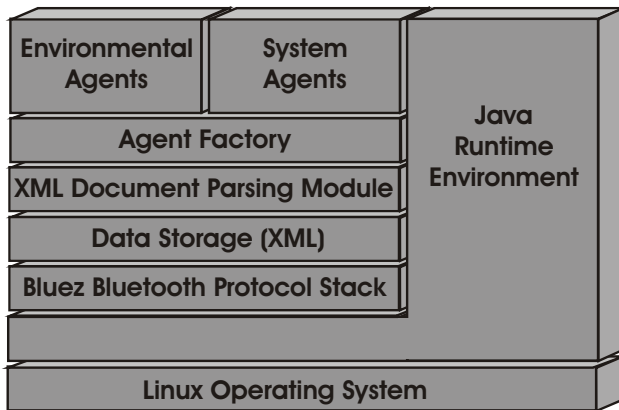 Environmental
Agents
System
Agents
Java
Runtime
Environment
Agent Factory
XML Document Parsing Module
Data Storage (XML)
Bluez Bluetooth Protocol Stack
Linux Operating System